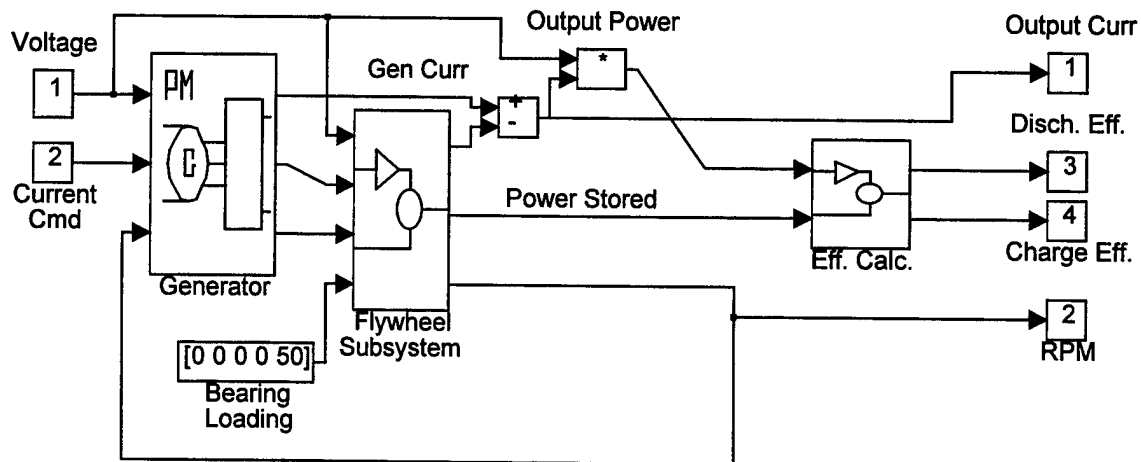 Output Power
Output Curr
Voltage
1
PM
Gen Curr
*
1
+
-
Disch. Eff.
2
Current
Cmd
G
3
Power Stored
4
Eff. Calc.
Charge Eff.
Generator
Flywheel
Subsystem
2
RPM
[0 0 0 0 50]
Bearing
Loading